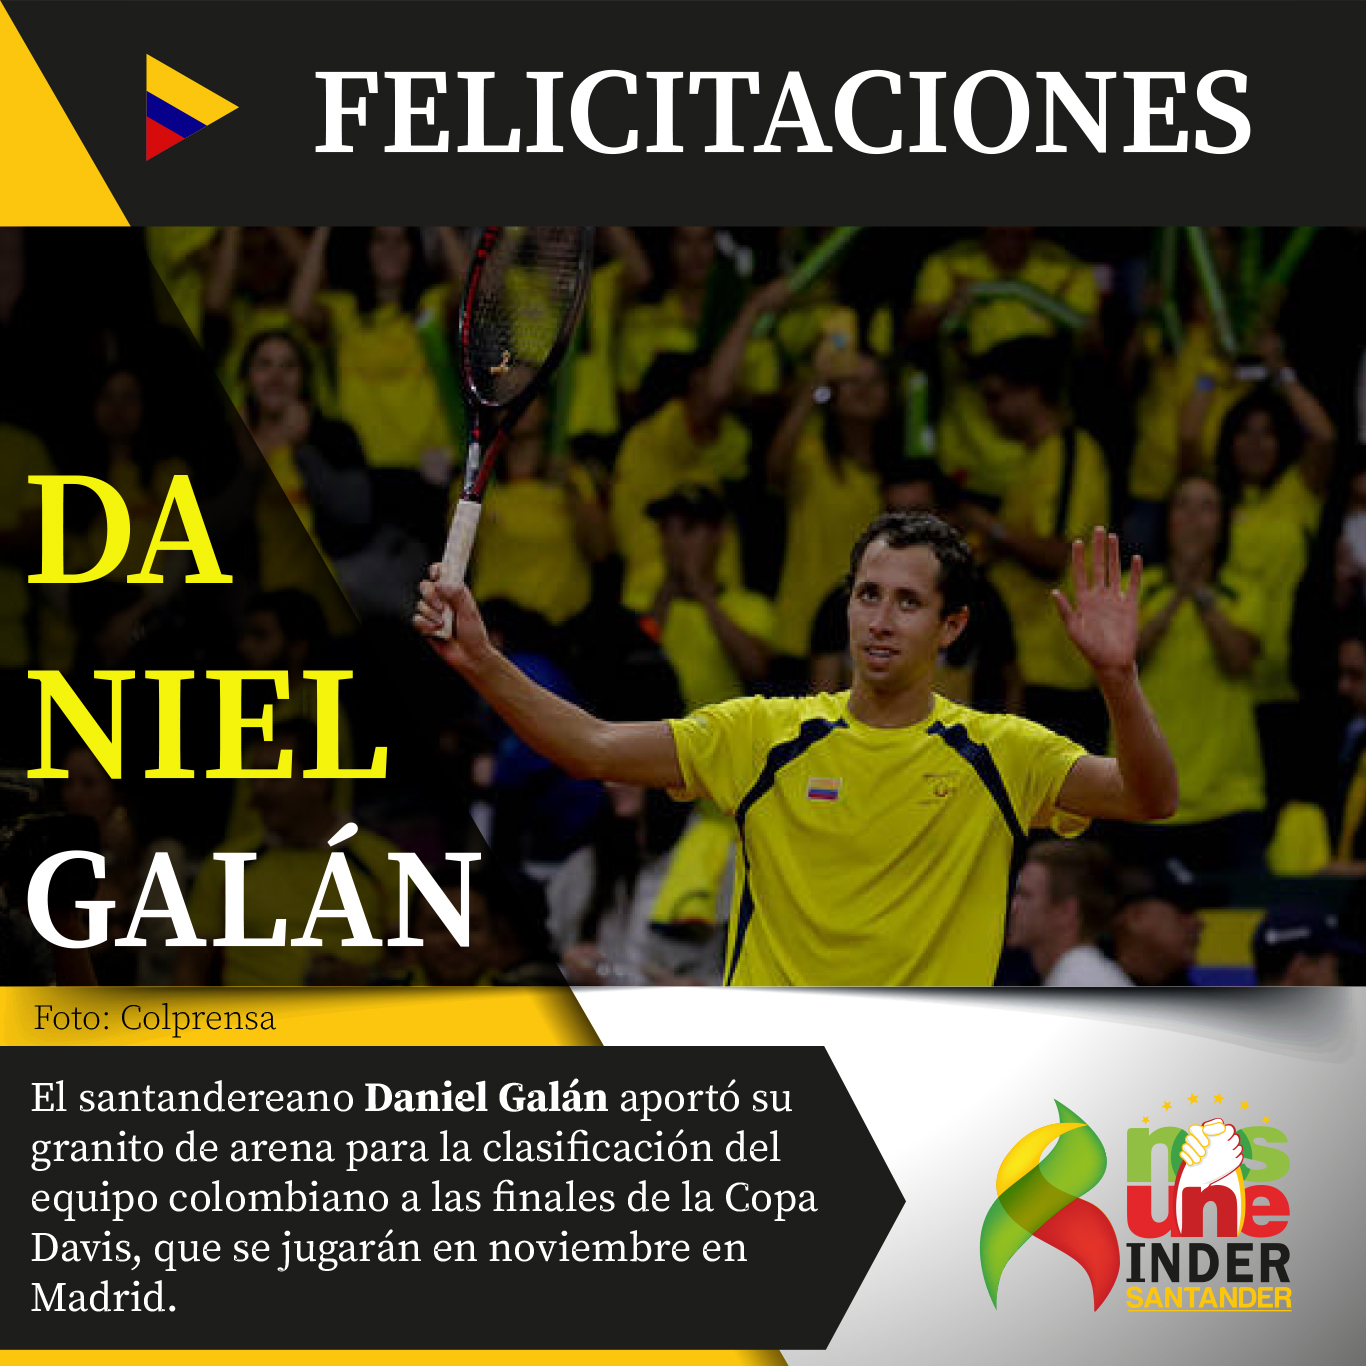 FELICITACIONES
DA
NIEL
GALÁN
Foto: Colprensa
El santandereano Daniel Galán aportó su
granito de arena para la clasificación del
equipo colombiano a las finales de la Copa
Davis, que se jugarán en noviembre en
Madrid.
nos
une
INDER
SANTANDER